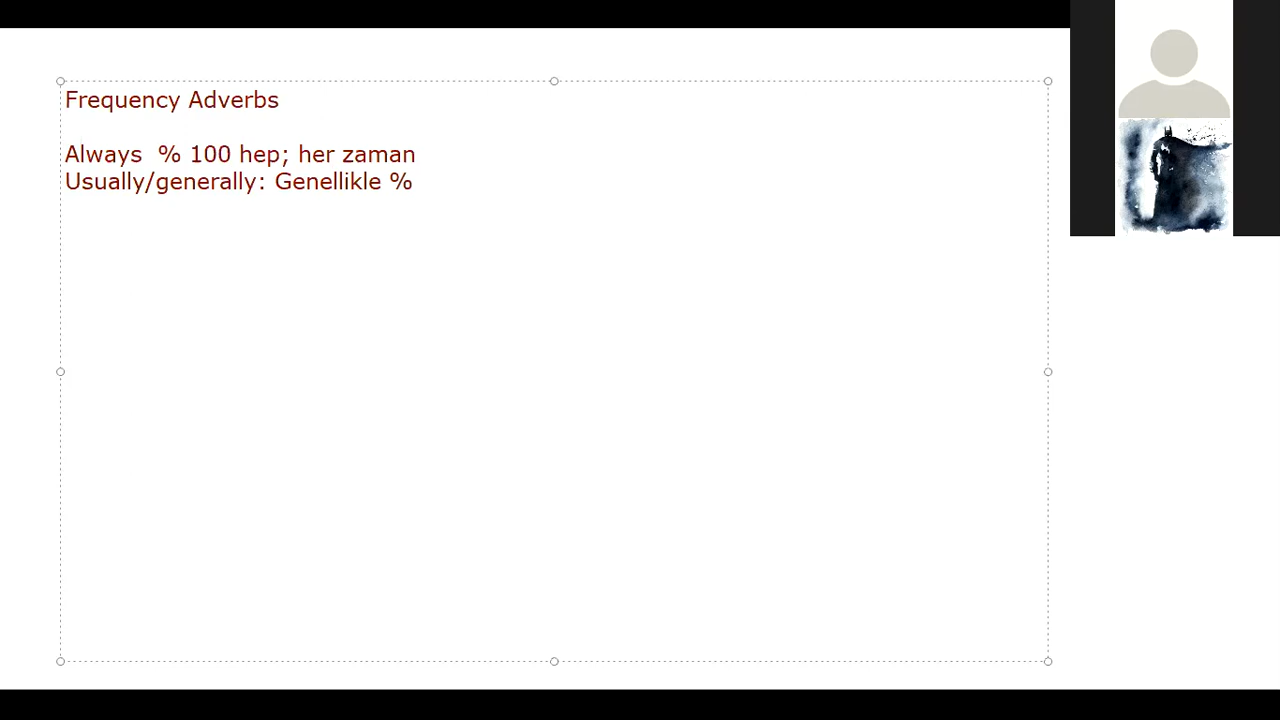 Frequency Adverbs
Always  % 100 hep; her zaman
Usually/generally: Genellikle %